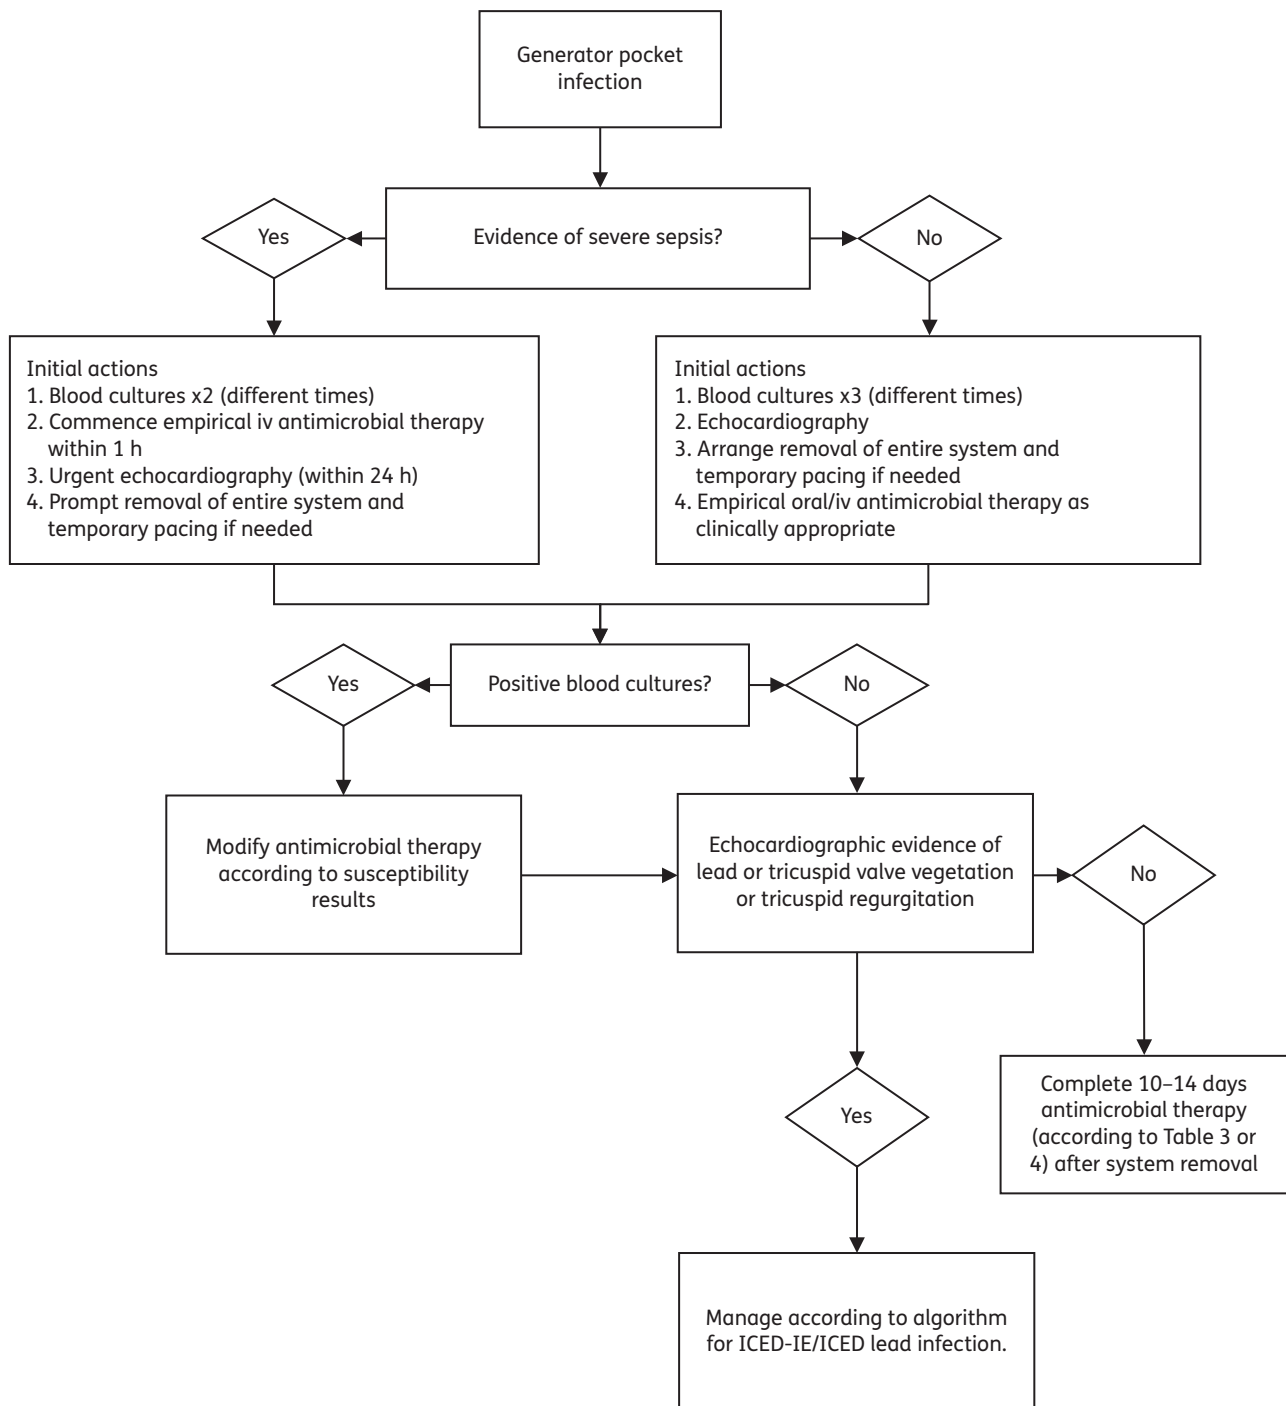 Generator pocket
infection
Evidence of severe sepsis?
Yes
No
Initial actions
1. Blood cultures x2 (different times)
2. Commence empirical iv antimicrobial therapy
within 1 h
3. Urgent echocardiography (within 24 h)
4. Prompt removal of entire system and
temporary pacing if needed
Initial actions
1. Blood cultures x3 (different times)
2. Echocardiography
3. Arrange removal of entire system and
temporary pacing if needed
4. Empirical oral/iv antimicrobial therapy as
clinically appropriate
Positive blood cultures?
Yes
No
Modify antimicrobial therapy
according to susceptibility
results
Echocardiographic evidence of
lead or tricuspid valve vegetation
or tricuspid regurgitation
No
Yes
Complete 10–14 days
antimicrobial therapy
(according to Table 3 or
4) after system removal
Manage according to algorithm
for ICED-IE/ICED lead infection.